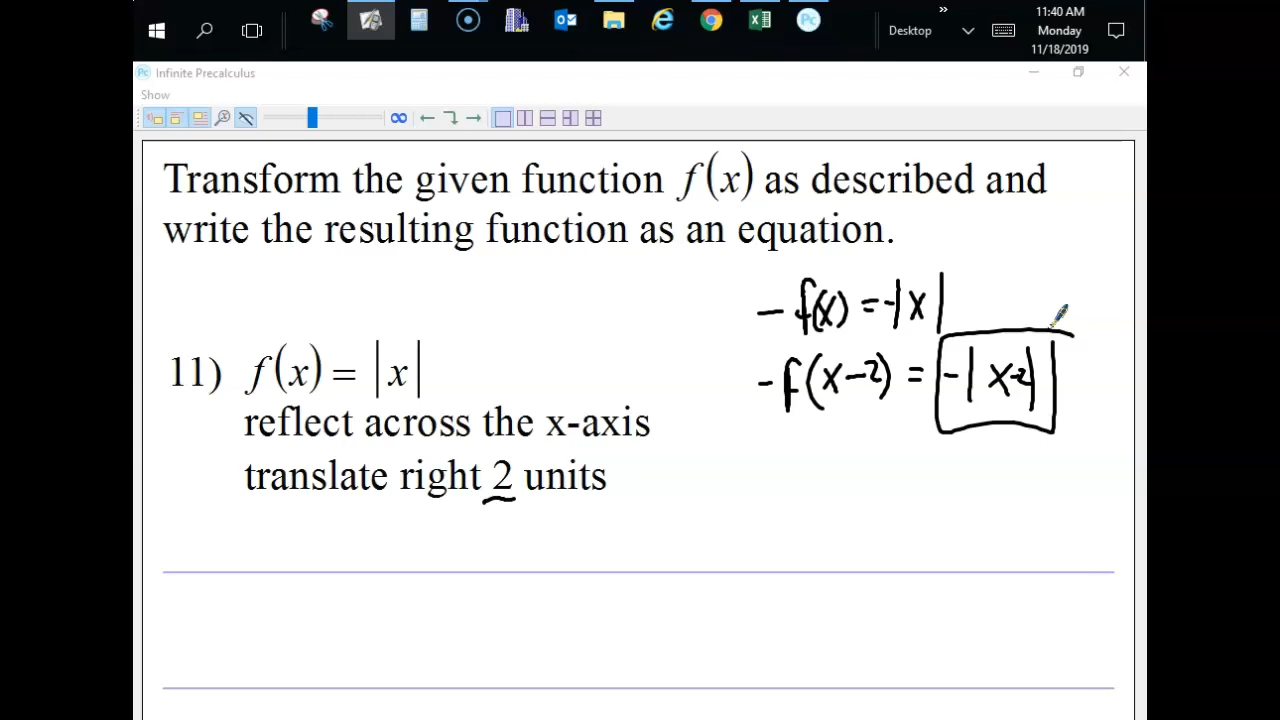 11:40 AM
Desktop
Monday
11/18/2019
Pc Infinite Precalculus
Show
Transform the given function f(x) as described and
write the resulting function as an equation.
-f(x) = -|x|
11) f(x) = |x|
-f(x-2) = -|x-2|
reflect across the x-axis
translate right 2 units